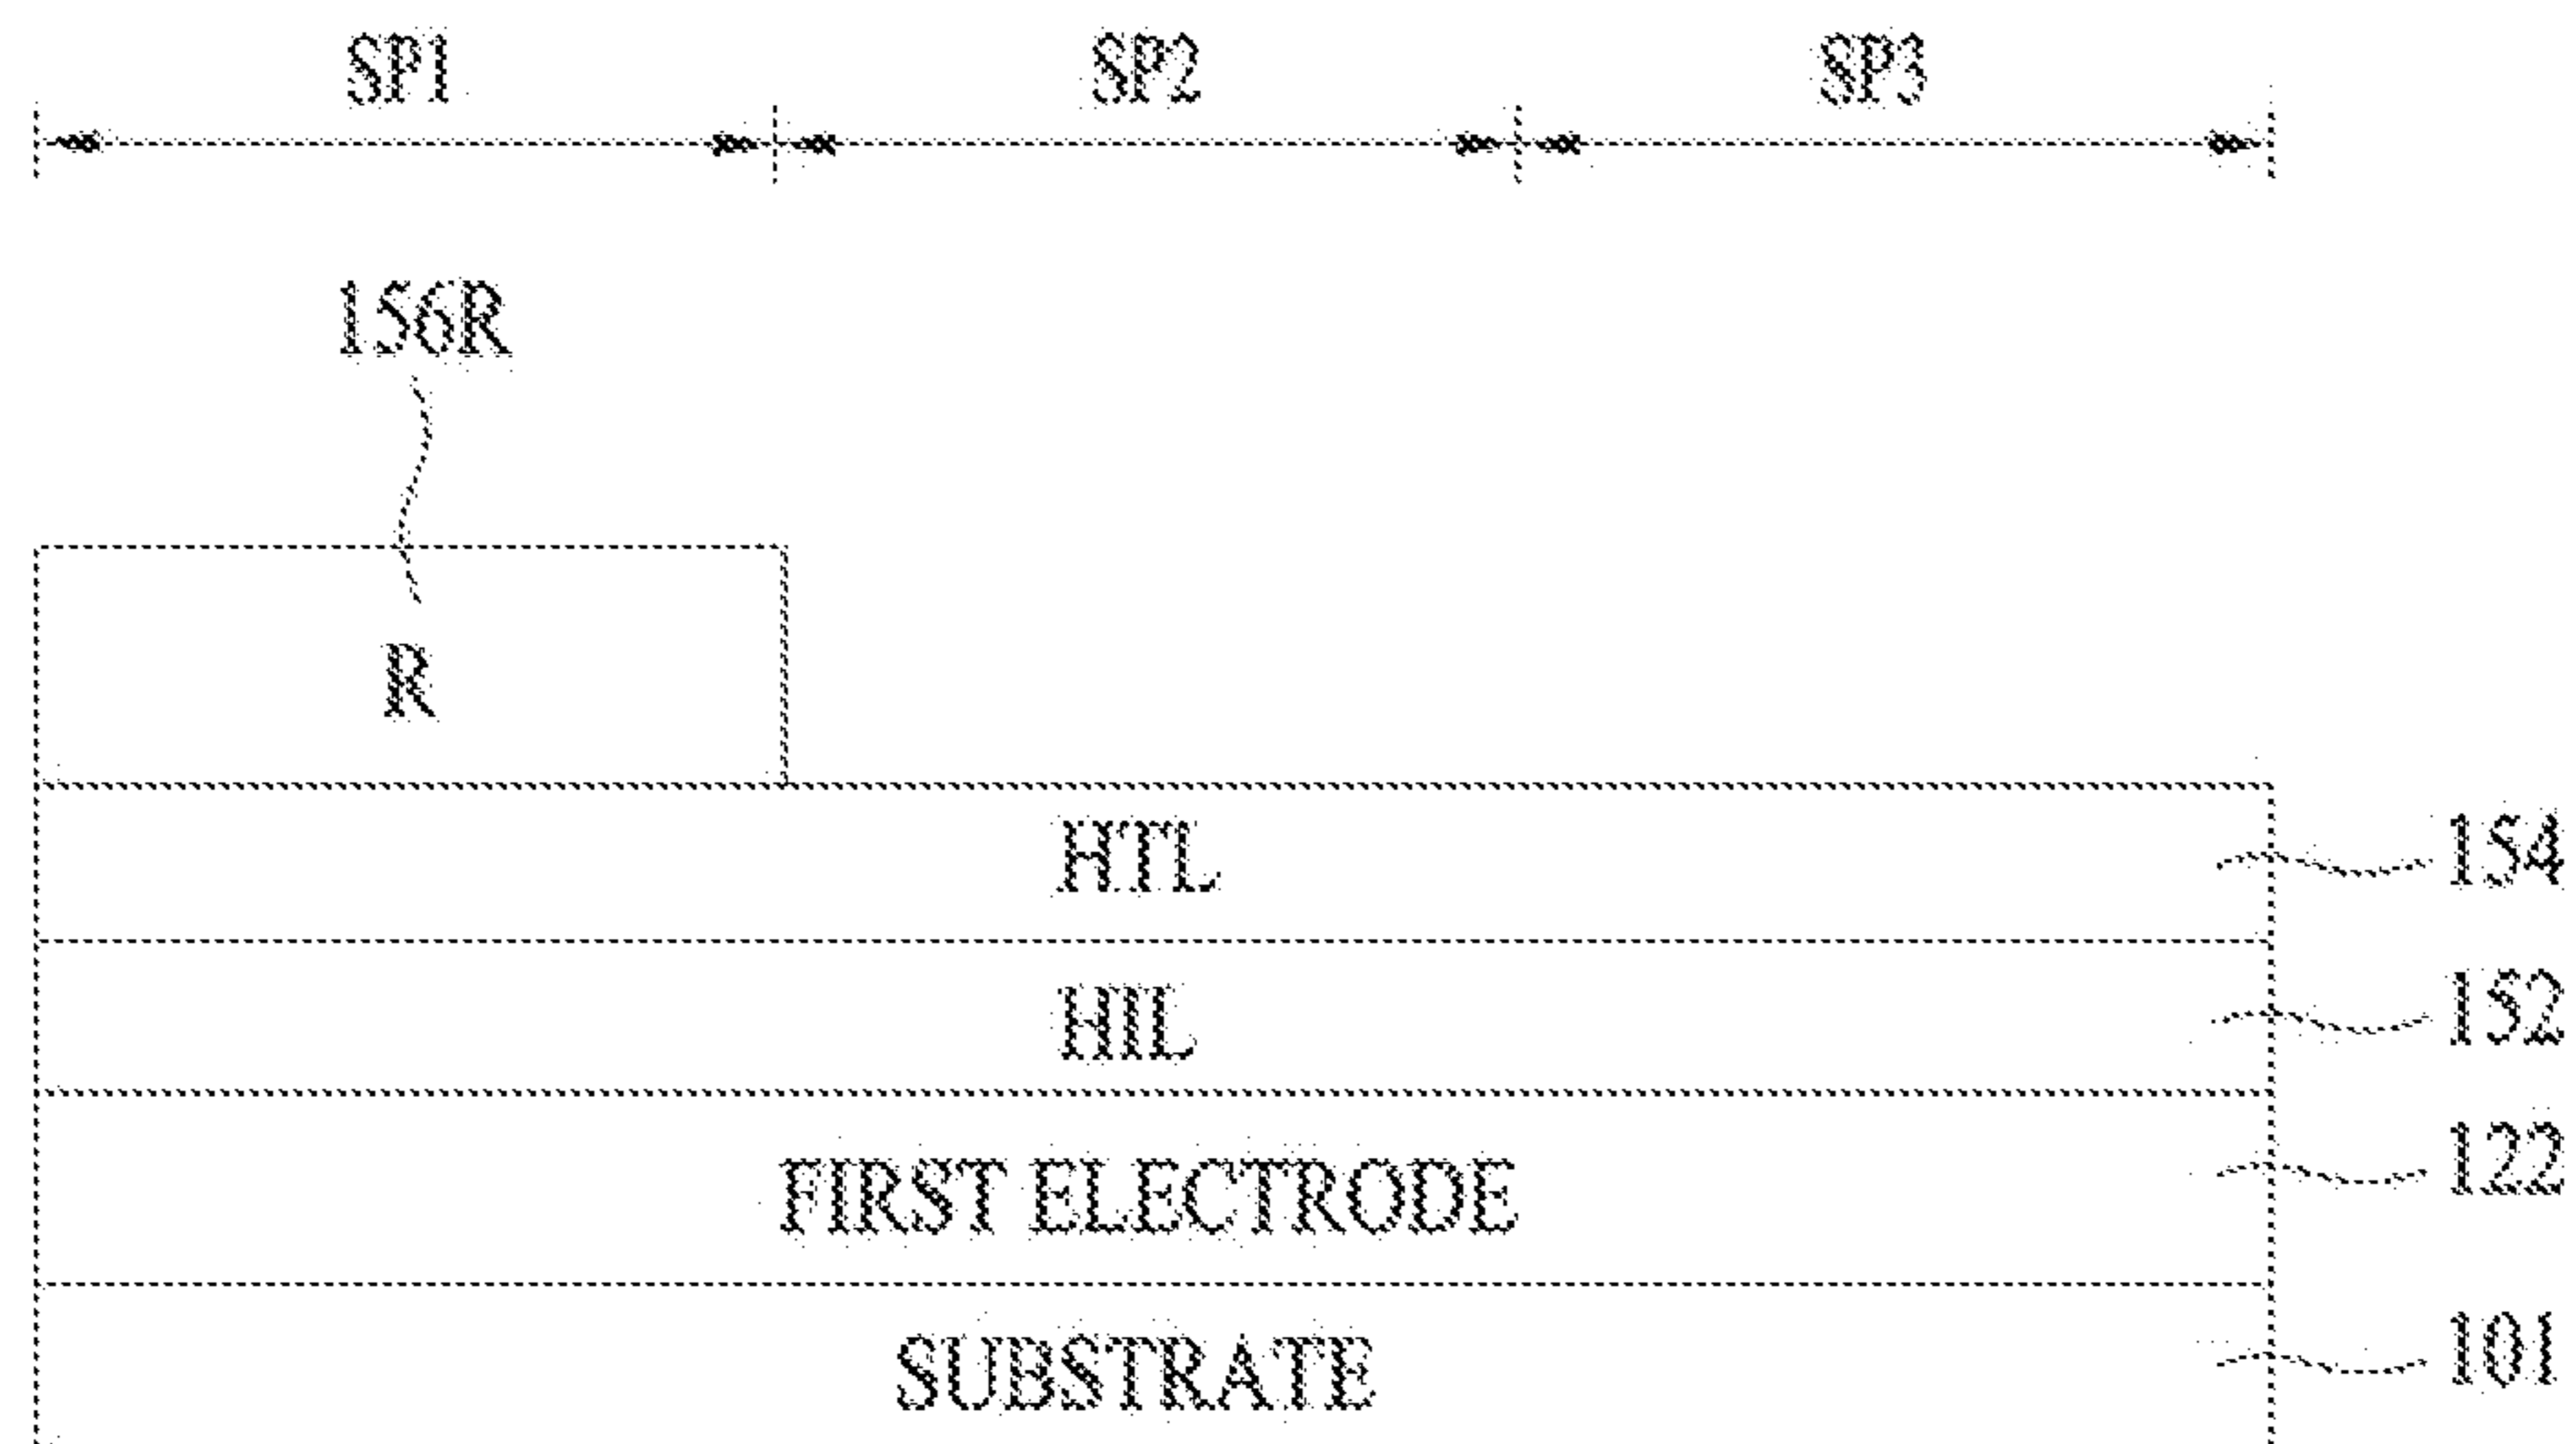 SP1 SP2 SP3
156R
R
HTL 154
HIL 152
FIRST ELECTRODE 122
SUBSTRATE 101